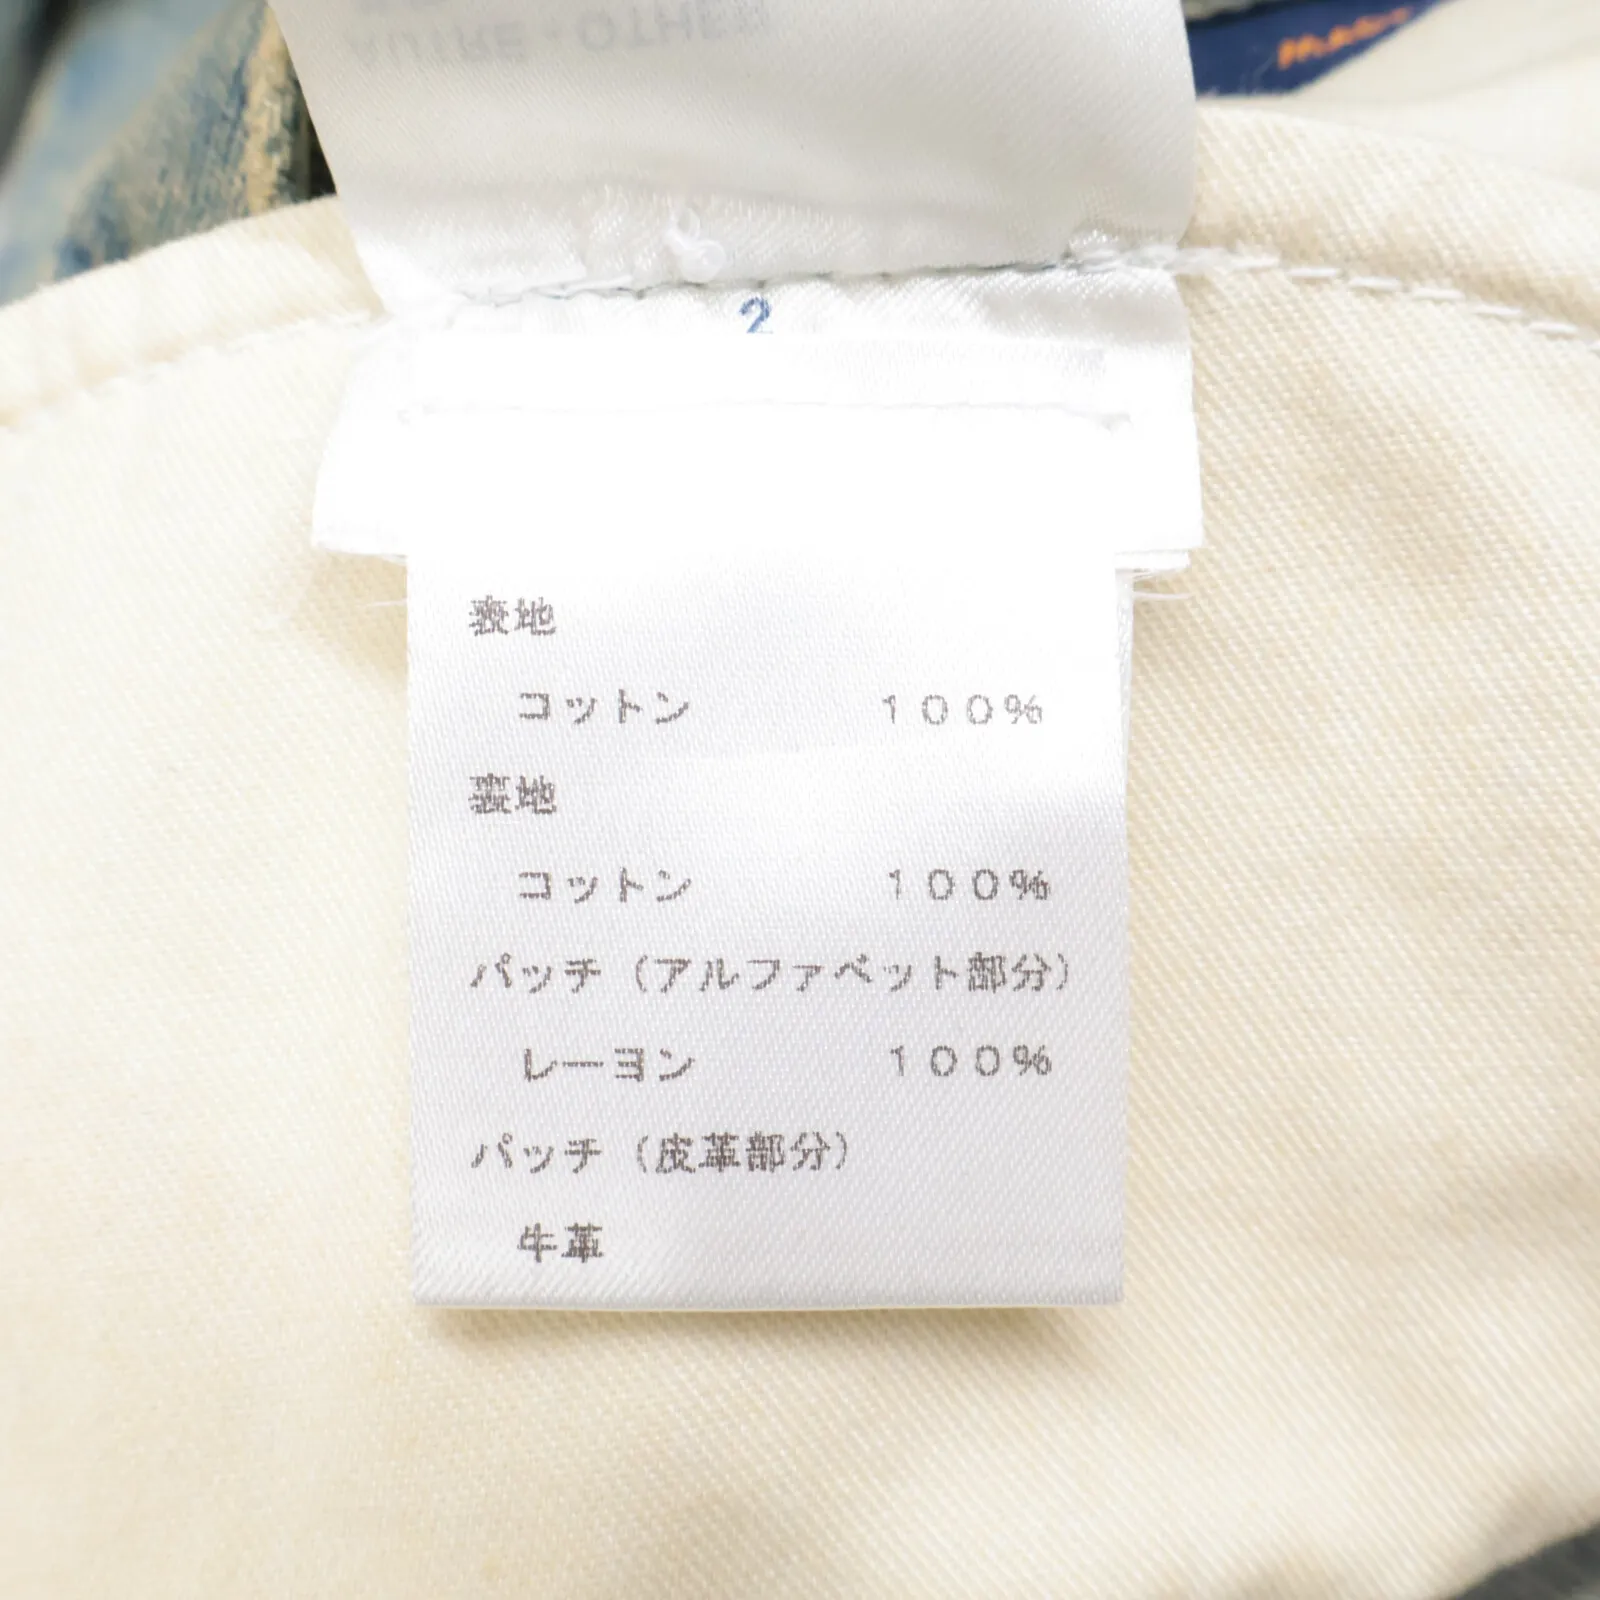 AUTRE - OTHER
2
表地
コットン 100%
裏地
コットン 100%
パッチ(アルファベット部分)
レーヨン 100%
パッチ(皮革部分)
牛革